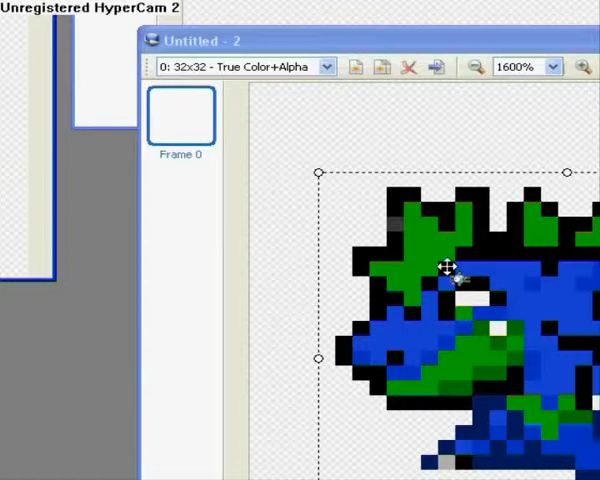 Unregistered HyperCam 2
Untitled - 2
0: 32x32 - True Color+Alpha
1600%
Frame 0